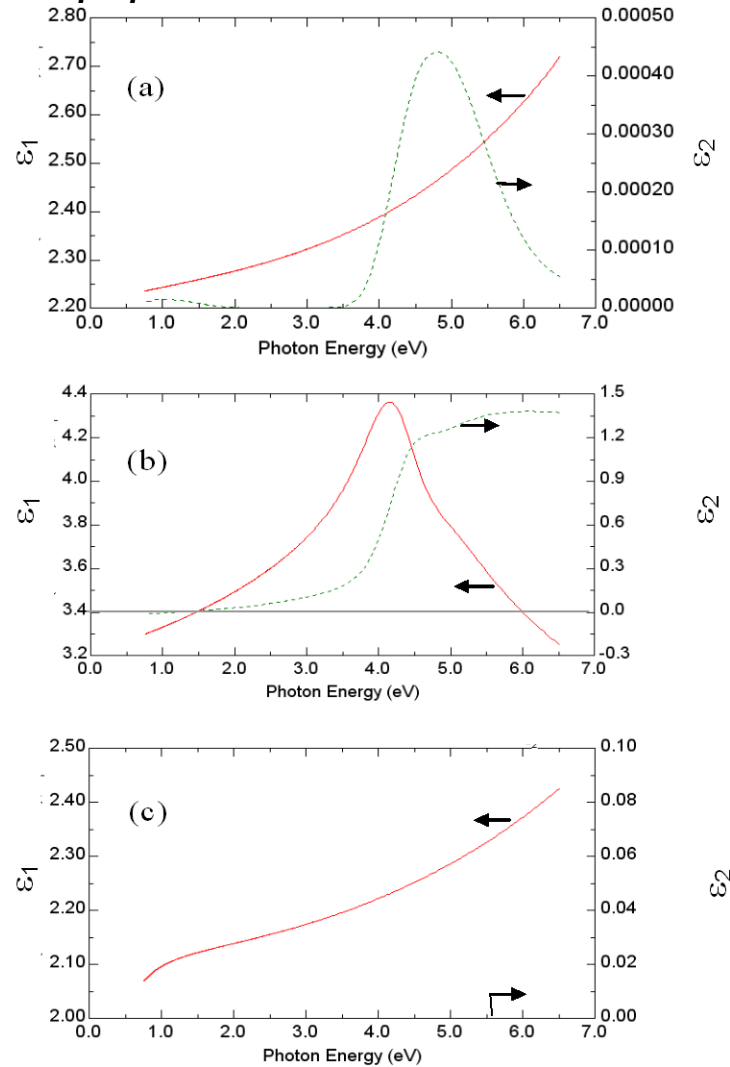 2.80 0.00050
2.70 0.00040
(a)
2.60 0.00030
ε1 ε2
2.50
2.40 0.00020
2.30 0.00010
2.20 0.00000
0.0 1.0 2.0 3.0 4.0 5.0 6.0 7.0
Photon Energy (eV)
4.4 1.5
4.2 1.2
(b)
4.0 0.9
ε1 ε2
3.8 0.6
3.6 0.3
3.4 0.0
3.2 -0.3
0.0 1.0 2.0 3.0 4.0 5.0 6.0 7.0
Photon Energy (eV)
2.50 0.10
2.40 0.08
(c)
2.30 0.06
ε1 ε2
2.20 0.04
2.10 0.02
2.00 0.00
0.0 1.0 2.0 3.0 4.0 5.0 6.0 7.0
Photon Energy (eV)